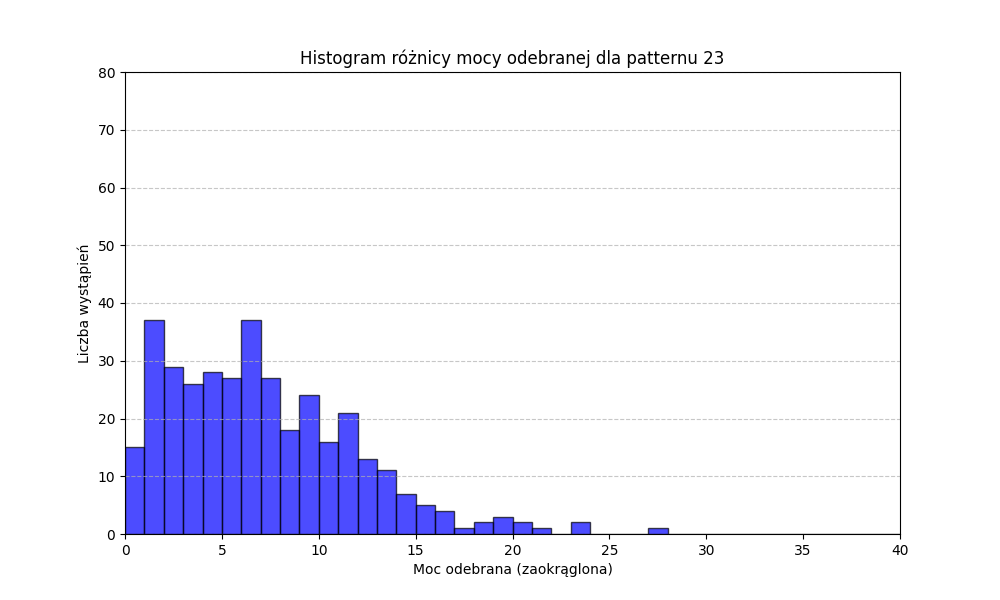 Histogram różnicy mocy odebranej dla patternu 23
80
70
60
50
40
30
20
10
0
Liczba wystąpień
0 5 10 15 20 25 30 35 40
Moc odebrana (zaokrąglona)